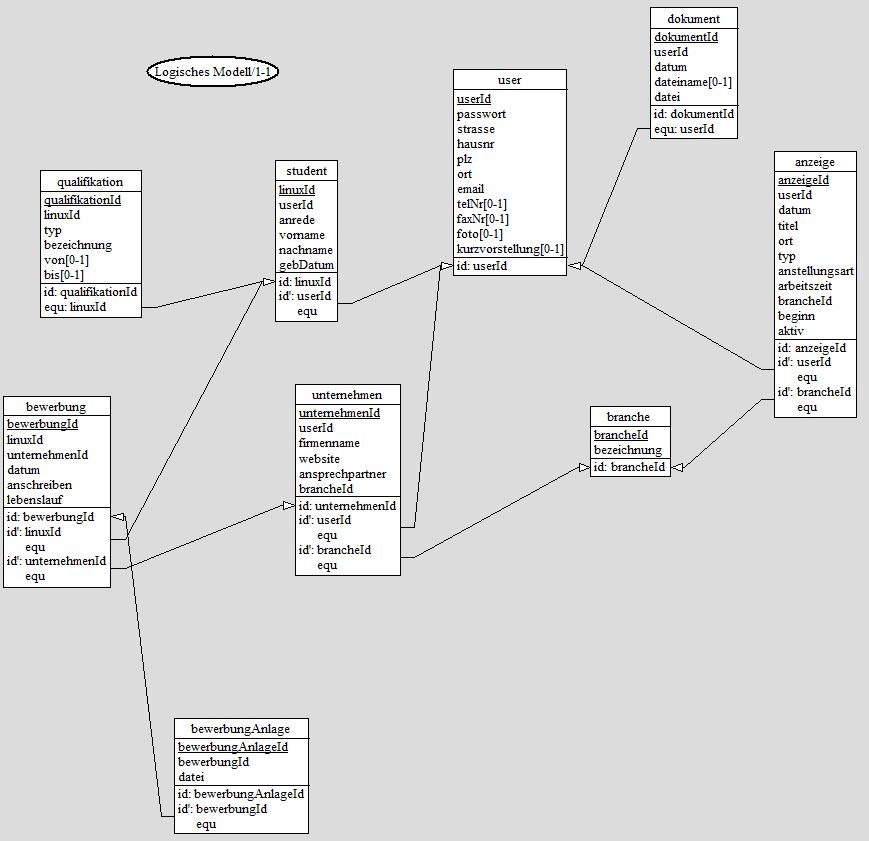 Logisches Modell/1-1
dokument
dokumentId
userId
datum
dateiname[0-1]
datei
id: dokumentId
equ: userId
user
userId
passwort
strasse
hausnr
plz
ort
email
telNr[0-1]
faxNr[0-1]
foto[0-1]
kurzvorstellung[0-1]
id: userId
anzeige
anzeigeId
userId
datum
titel
ort
typ
anstellungsart
arbeitszeit
brancheId
beginn
aktiv
id: anzeigeId
id': userId
equ
id': brancheId
equ
student
linuxId
userId
anrede
vorname
nachname
gebDatum
id: linuxId
id': userId
equ
qualifikation
qualifikationId
linuxId
typ
bezeichnung
von[0-1]
bis[0-1]
id: qualifikationId
equ: linuxId
bewerbung
bewerbungId
linuxId
unternehmenId
datum
anschreiben
lebenslauf
id: bewerbungId
id': linuxId
equ
id': unternehmenId
equ
unternehmen
unternehmenId
userId
firmenname
website
ansprechpartner
brancheId
id: unternehmenId
id': userId
equ
id': brancheId
equ
branche
brancheId
bezeichnung
id: brancheId
bewerbungAnlage
bewerbungAnlageId
bewerbungId
datei
id: bewerbungAnlageId
id': bewerbungId
equ